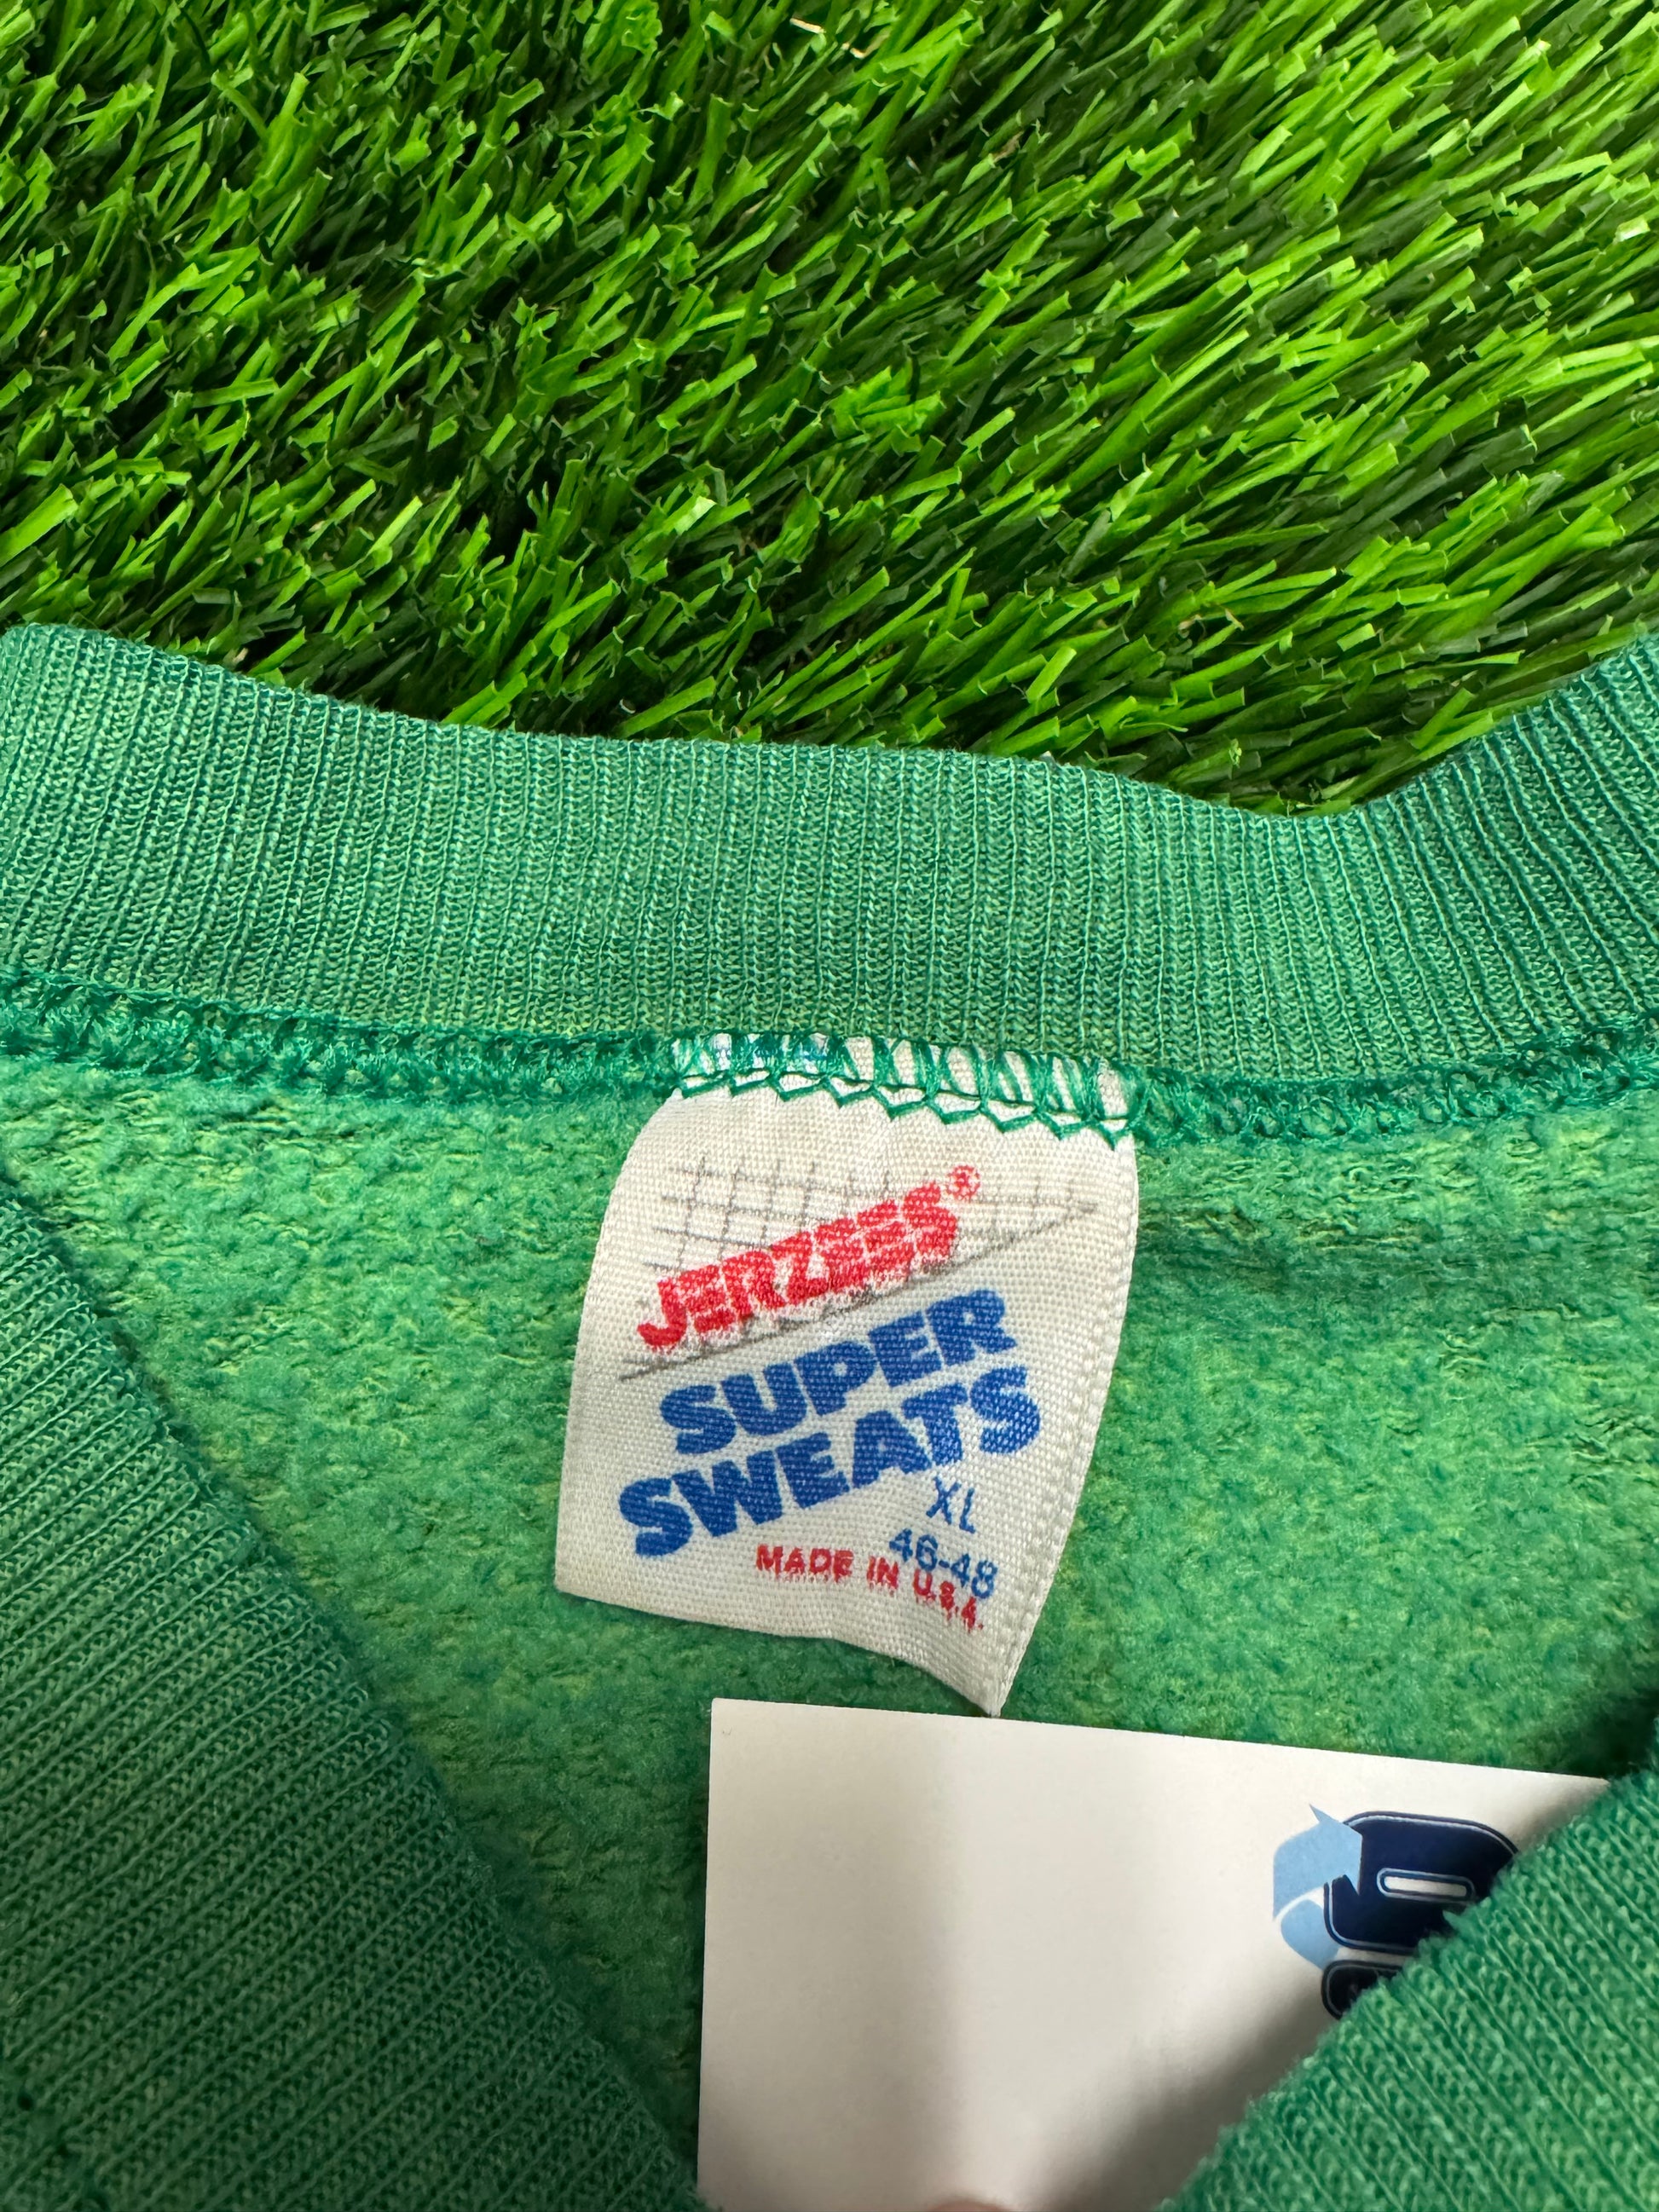 JERZEES®
SUPER
SWEATS
XL
46-48
MADE IN U.S.A.